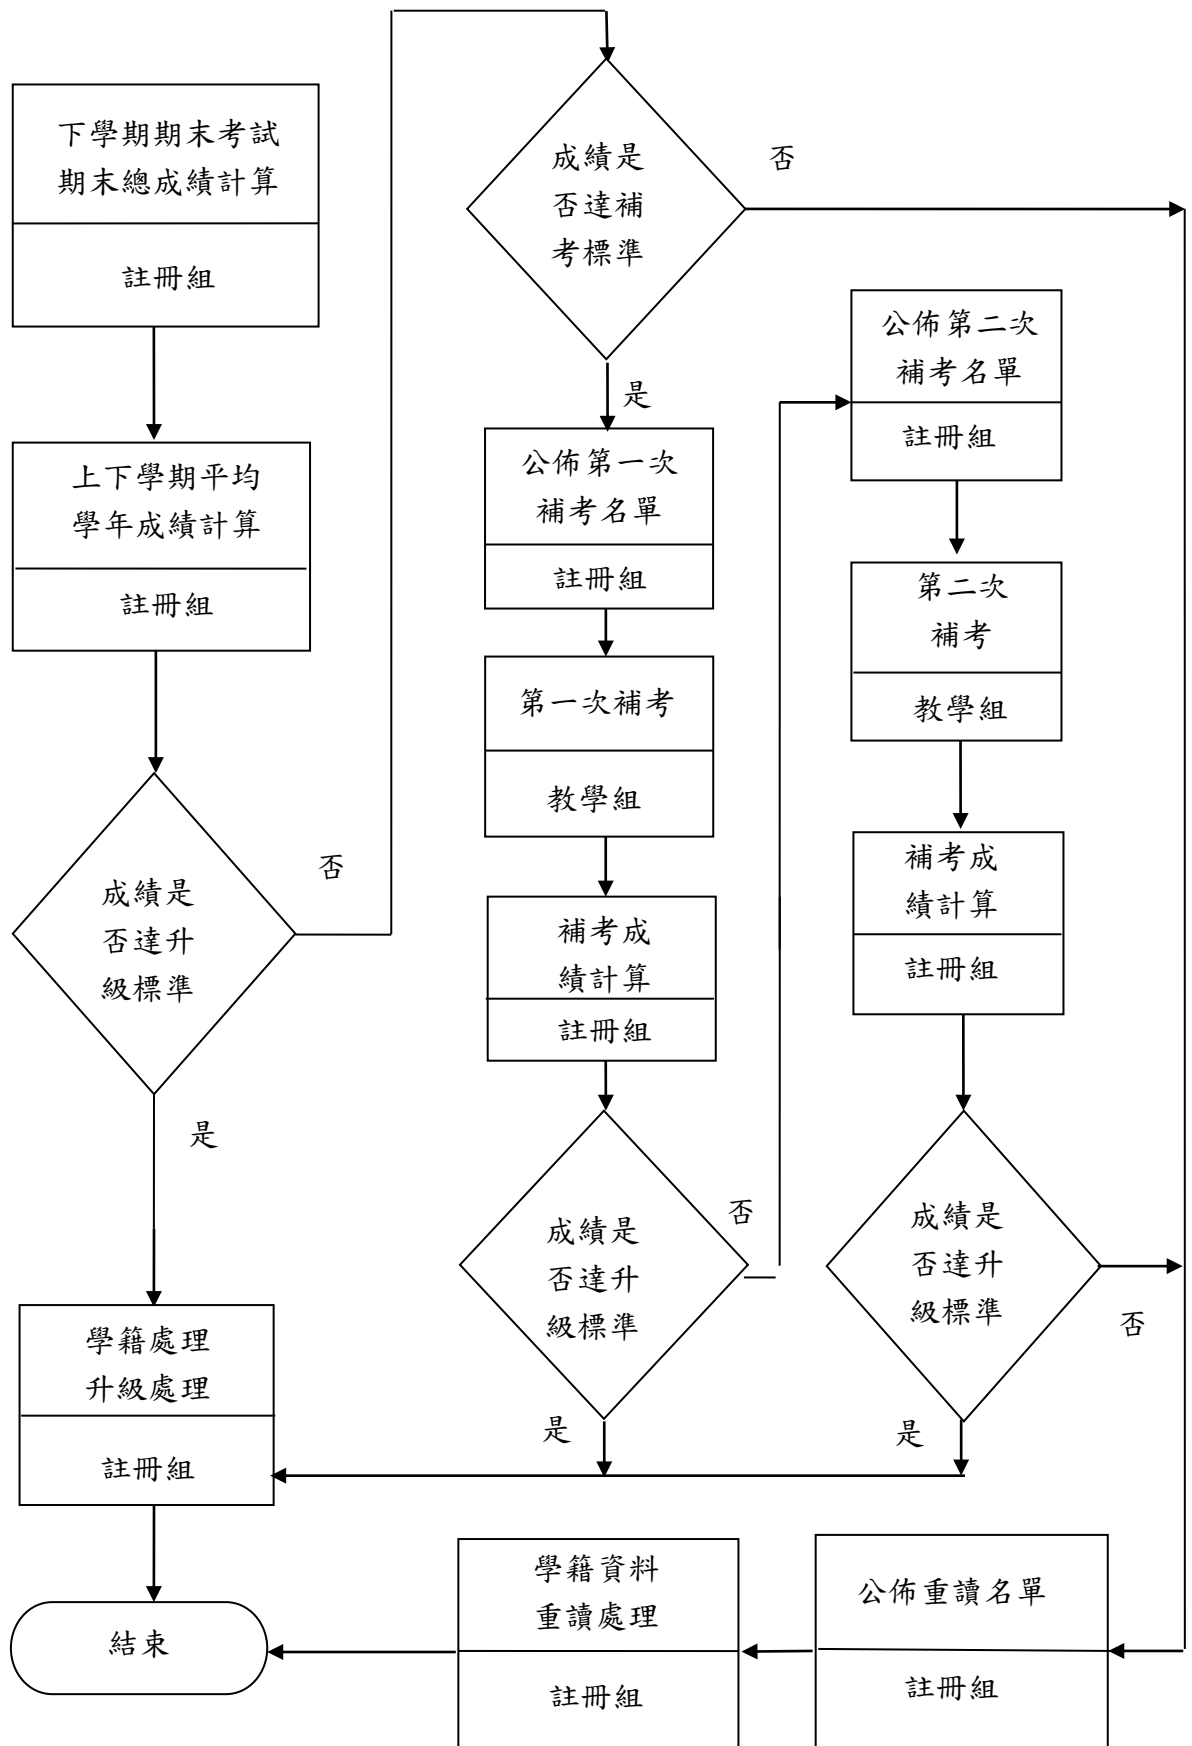 下學期期末考試
期末總成績計算
註冊組
上下學期平均
學年成績計算
註冊組
成績是
否達升
級標準
否
是
學籍處理
升級處理
註冊組
結束
成績是
否達補
考標準
否
是
公佈第一次
補考名單
註冊組
第一次補考
教學組
補考成
績計算
註冊組
成績是
否達升
級標準
否
是
公佈第二次
補考名單
註冊組
第二次
補考
教學組
補考成
績計算
註冊組
成績是
否達升
級標準
否
是
公佈重讀名單
註冊組
學籍資料
重讀處理
註冊組